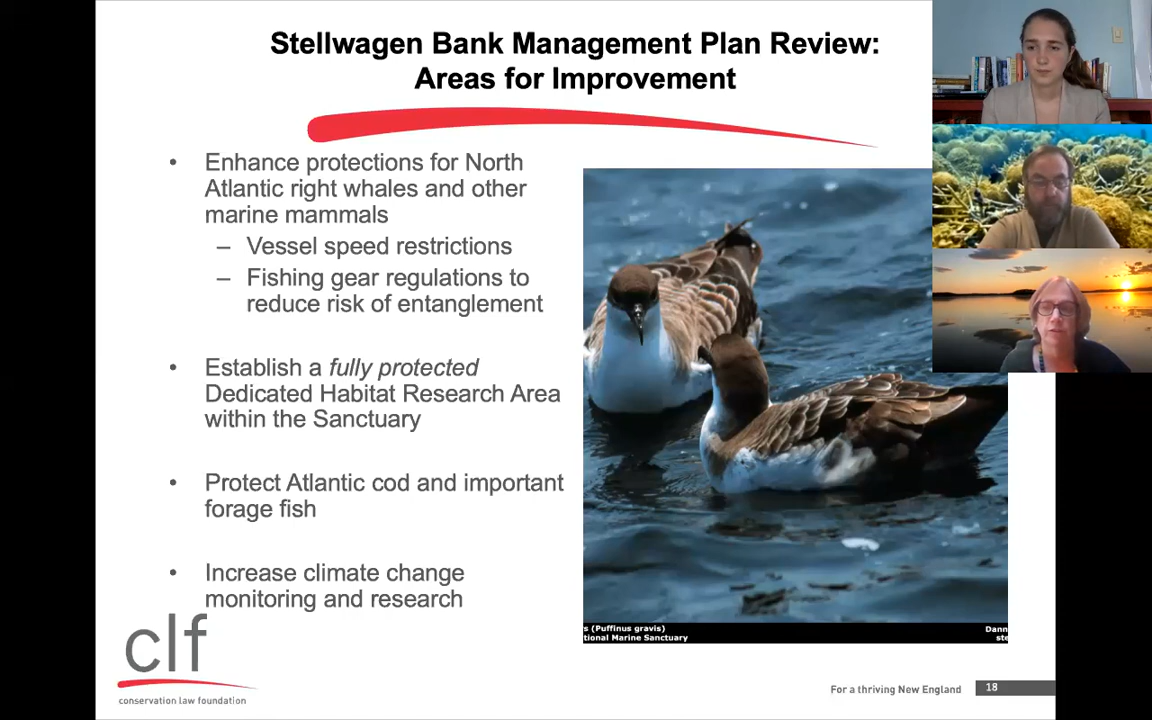 Stellwagen Bank Management Plan Review:
Areas for Improvement
• Enhance protections for North
Atlantic right whales and other
marine mammals
– Vessel speed restrictions
– Fishing gear regulations to
reduce risk of entanglement
• Establish a fully protected
Dedicated Habitat Research Area
within the Sanctuary
• Protect Atlantic cod and important
forage fish
• Increase climate change
monitoring and research
s (Puffinus gravis)
tional Marine Sanctuary
Dann
ste
clf
conservation law foundation
For a thriving New England
18